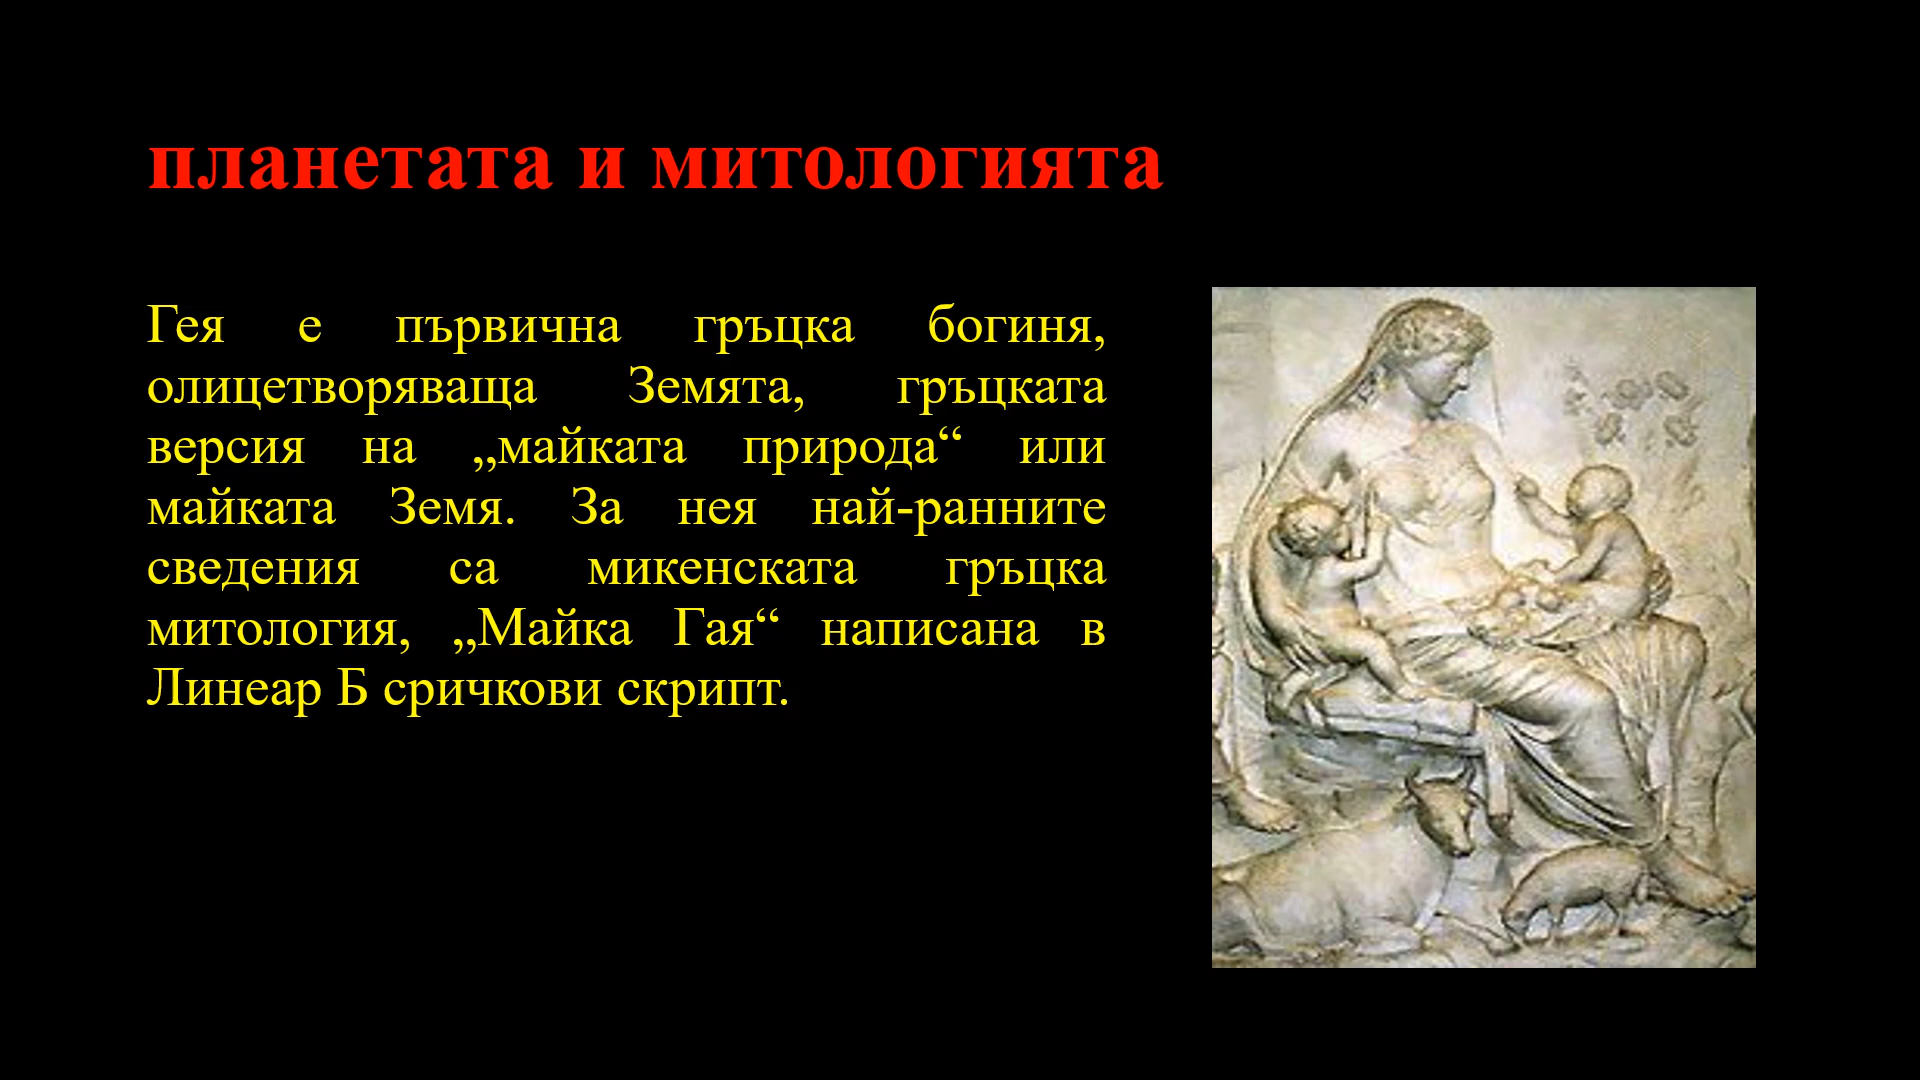 планетата и митологията
Гея е първична гръцка богиня,
олицетворяваща Земята, гръцката
версия на „майката природа“ или
майката Земя. За нея най-ранните
сведения са микенската гръцка
митология, „Майка Гая“ написана в
Линеар Б сричкови скрипт.